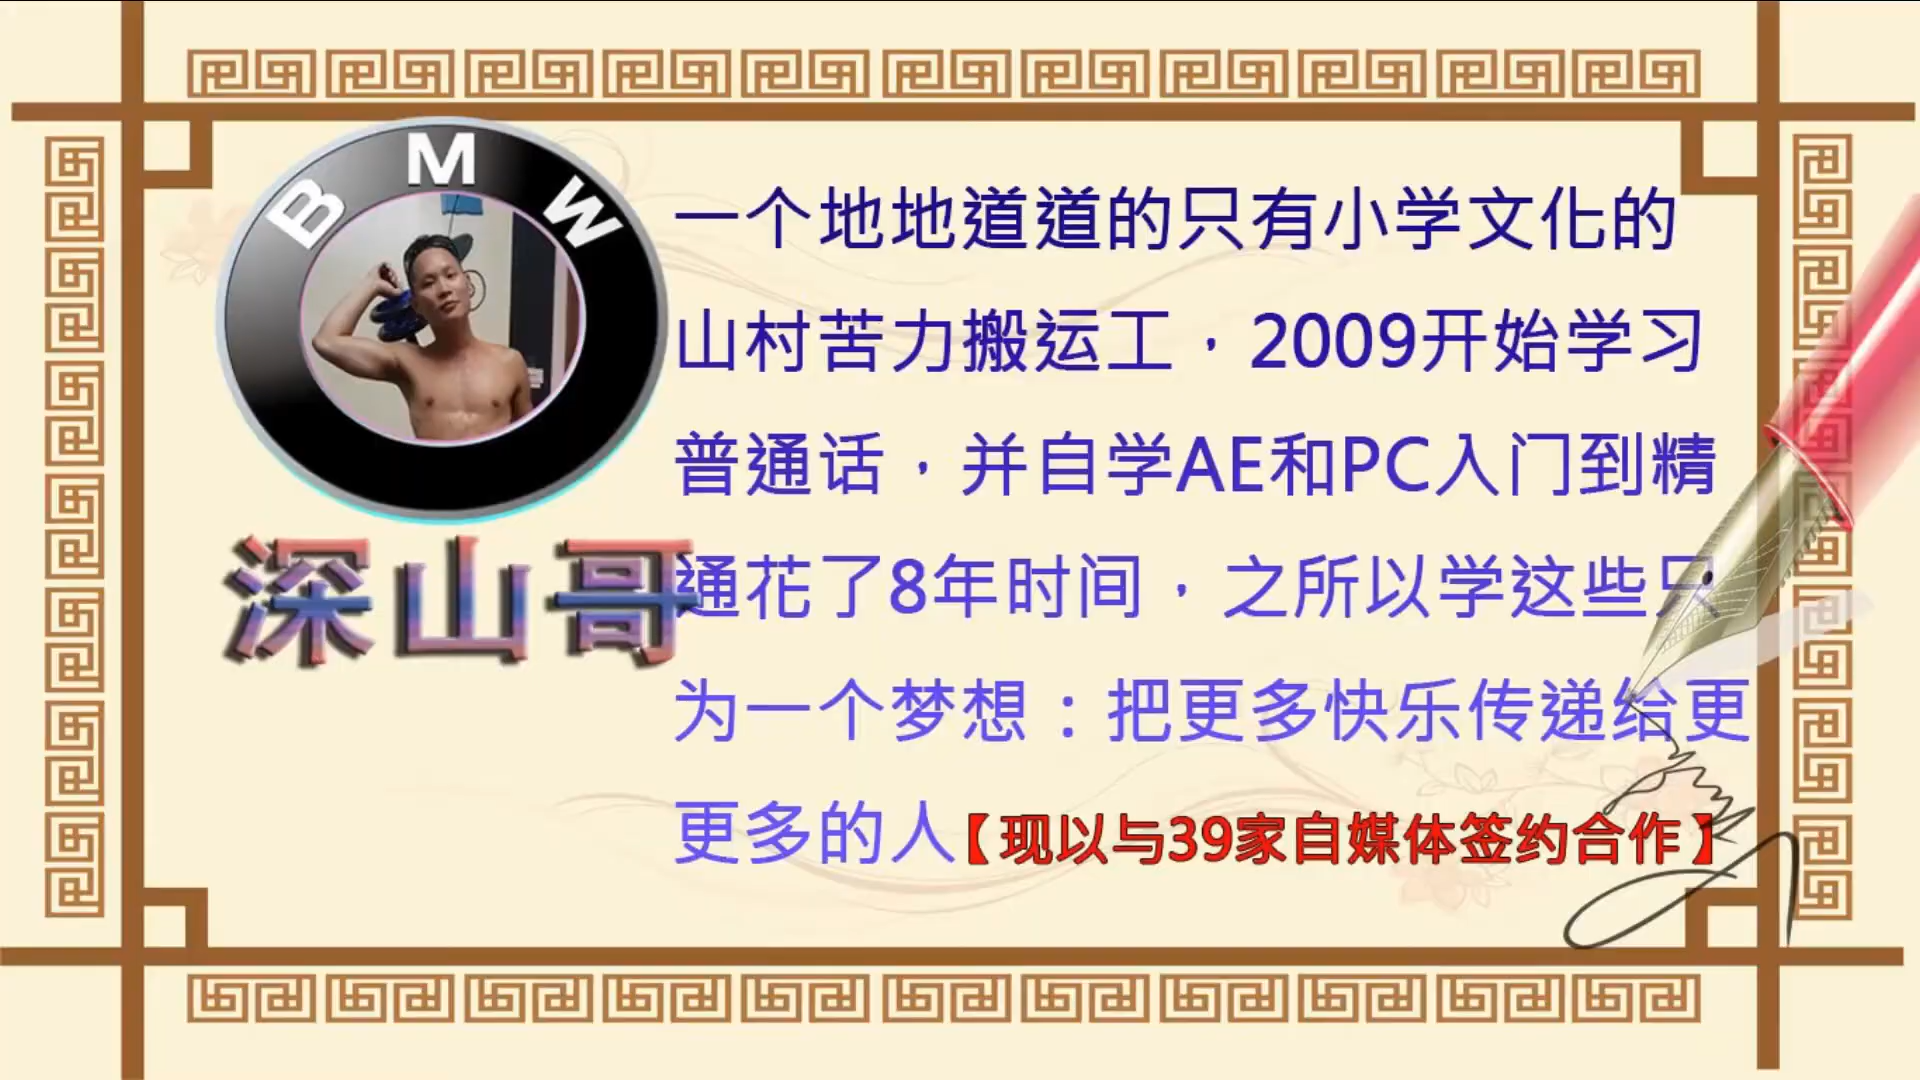 BMW
深山哥
一个地地道道的只有小学文化的
山村苦力搬运工，2009开始学习
普通话，并自学AE和PC入门到精
通花了8年时间，之所以学这些只
为一个梦想：把更多快乐传递给更
更多的人【现以与39家自媒体签约合作】